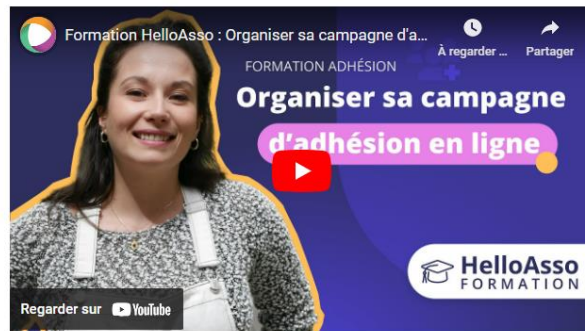 Formation HelloAsso : Organiser sa campagne d'a...
À regarder ...
Partager
FORMATION ADHÉSION
Organiser sa campagne
d'adhésion en ligne
HelloAsso
FORMATION
Regarder sur YouTube